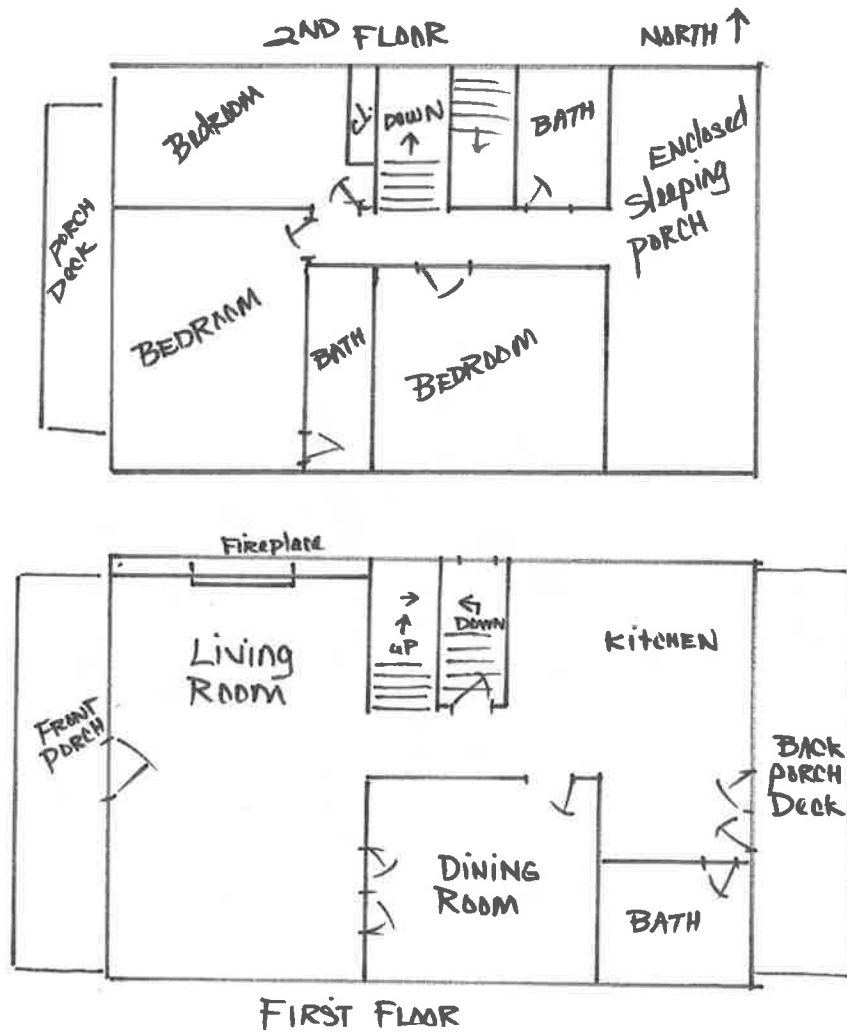 2ND FLOOR
NORTH ↑
BEDROOM
CL.
DOWN
BATH
ENCLOSED
Sleeping
PORCH
PORCH
Deck
BEDROOM
BATH
BEDROOM
Fireplace
Living
ROOM
UP
DOWN
KITCHEN
FRONT
PORCH
BACK
PORCH
Deck
DINING
ROOM
BATH
FIRST FLOOR